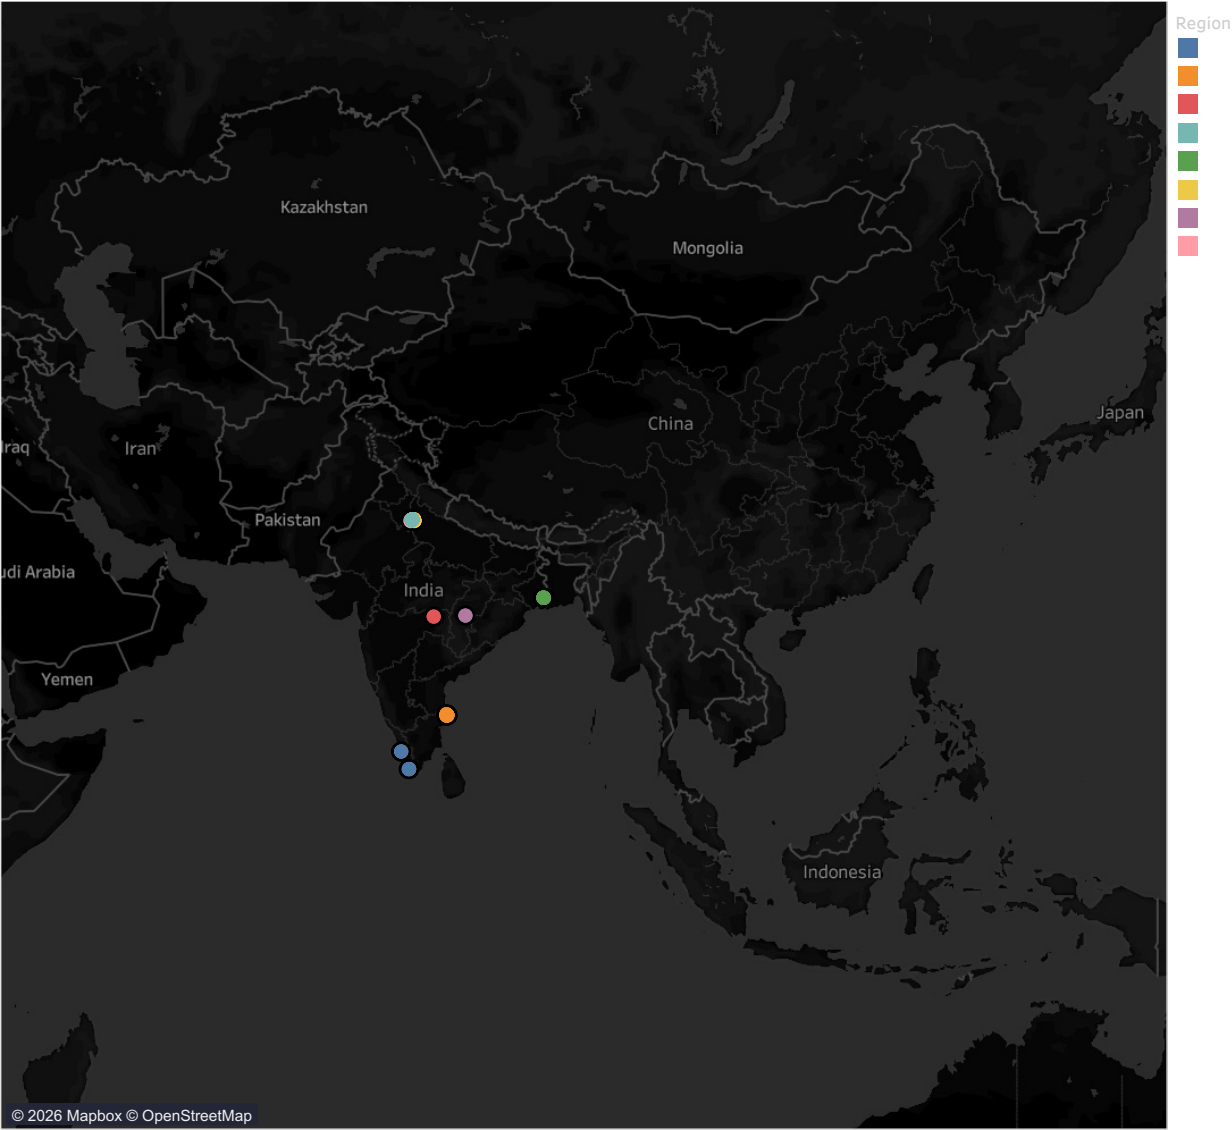 Region
Kazakhstan
Mongolia
China
Japan
Iraq
Iran
Pakistan
udi Arabia
India
Yemen
Indonesia
© 2026 Mapbox © OpenStreetMap